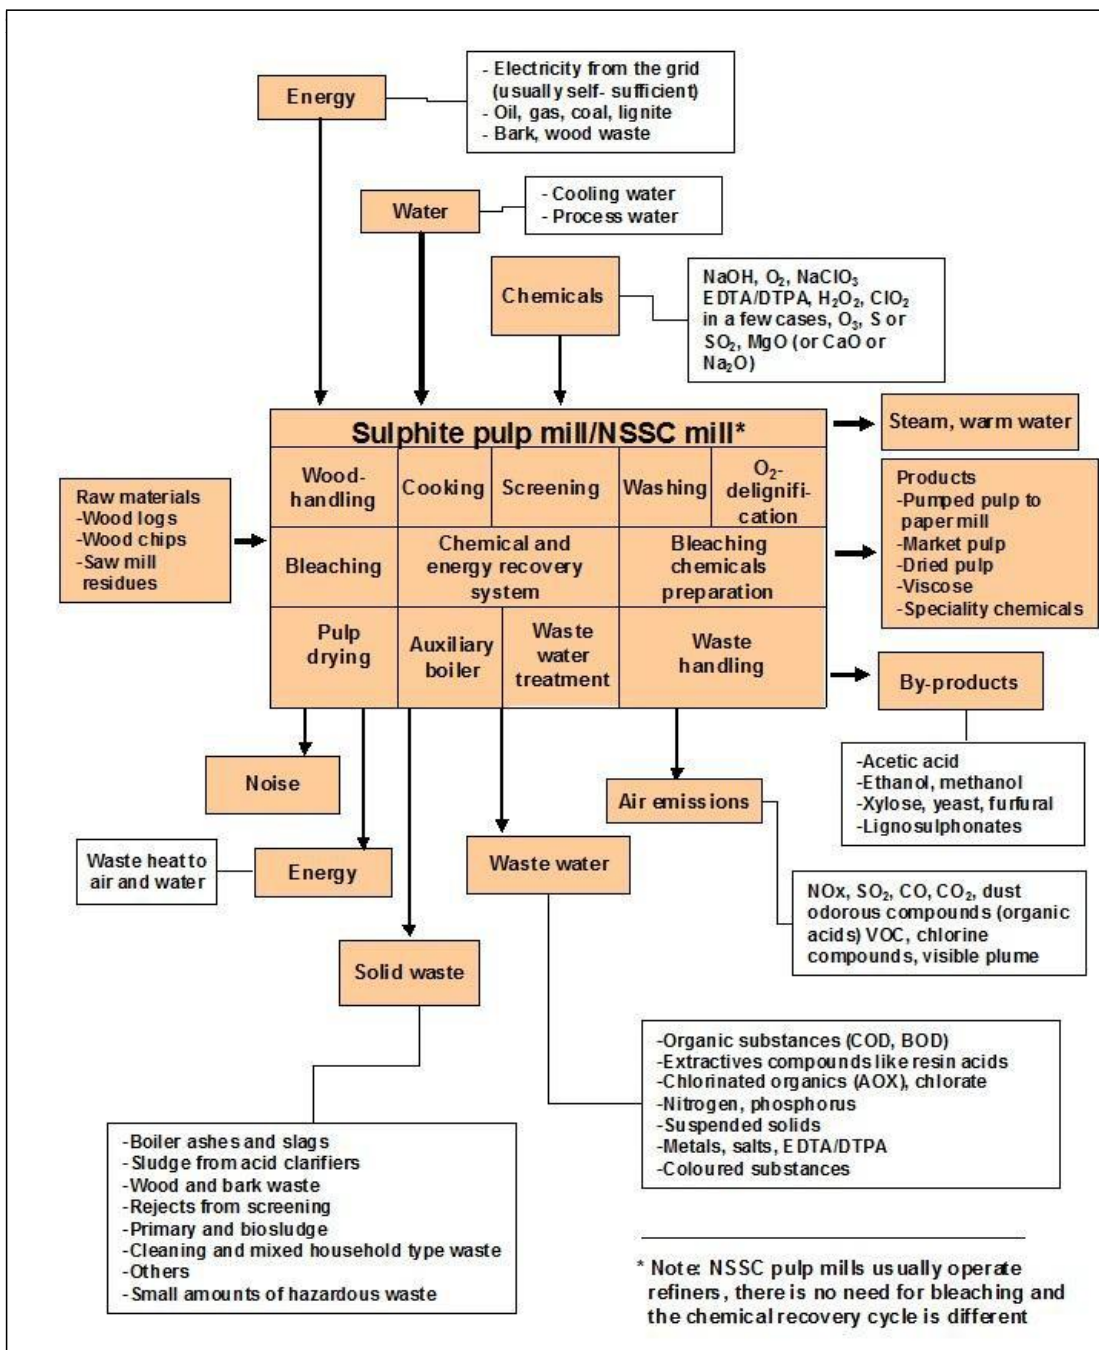 Energy
- Electricity from the grid
(usually self- sufficient)
- Oil, gas, coal, lignite
- Bark, wood waste
Water
- Cooling water
- Process water
Chemicals
NaOH, O₂, NaClO₃
EDTA/DTPA, H₂O₂, ClO₂
in a few cases, O₃, S or
SO₂, MgO (or CaO or
Na₂O)
Sulphite pulp mill/NSSC mill*
Wood-
handling
Cooking
Screening
Washing
O₂-
delignifi-
cation
Bleaching
Chemical and
energy recovery
system
Bleaching
chemicals
preparation
Pulp
drying
Auxiliary
boiler
Waste
water
treatment
Waste
handling
Raw materials
-Wood logs
-Wood chips
-Saw mill
residues
Steam, warm water
Products
-Pumped pulp to
paper mill
-Market pulp
-Dried pulp
-Viscose
-Speciality chemicals
By-products
-Acetic acid
-Ethanol, methanol
-Xylose, yeast, furfural
-Lignosulphonates
Noise
Air emissions
Waste heat to
air and water
Energy
Waste water
NOx, SO₂, CO, CO₂, dust
odorous compounds (organic
acids) VOC, chlorine
compounds, visible plume
Solid waste
-Organic substances (COD, BOD)
-Extractives compounds like resin acids
-Chlorinated organics (AOX), chlorate
-Nitrogen, phosphorus
-Suspended solids
-Metals, salts, EDTA/DTPA
-Coloured substances
-Boiler ashes and slags
-Sludge from acid clarifiers
-Wood and bark waste
-Rejects from screening
-Primary and biosludge
-Cleaning and mixed household type waste
-Others
-Small amounts of hazardous waste
* Note: NSSC pulp mills usually operate
refiners, there is no need for bleaching and
the chemical recovery cycle is different